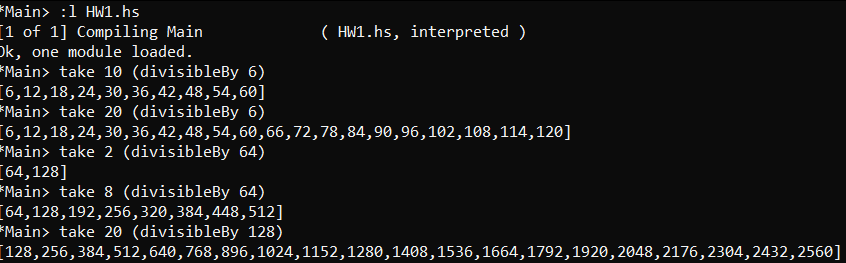 *Main> :l HW1.hs
[1 of 1] Compiling Main             ( HW1.hs, interpreted )
Ok, one module loaded.
*Main> take 10 (divisibleBy 6)
[6,12,18,24,30,36,42,48,54,60]
*Main> take 20 (divisibleBy 6)
[6,12,18,24,30,36,42,48,54,60,66,72,78,84,90,96,102,108,114,120]
*Main> take 2 (divisibleBy 64)
[64,128]
*Main> take 8 (divisibleBy 64)
[64,128,192,256,320,384,448,512]
*Main> take 20 (divisibleBy 128)
[128,256,384,512,640,768,896,1024,1152,1280,1408,1536,1664,1792,1920,2048,2176,2304,2432,2560]